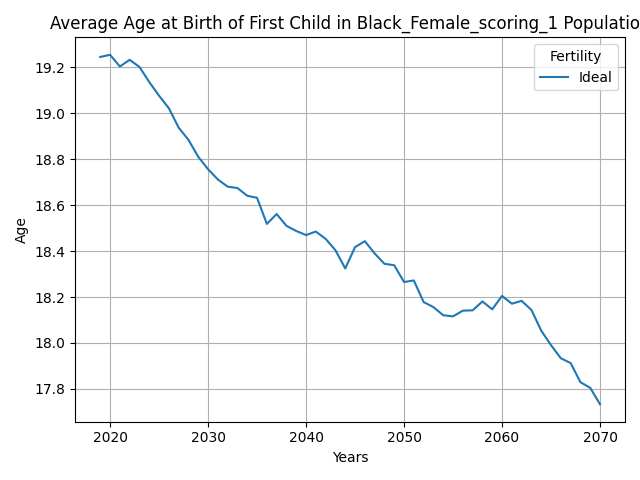 Average Age at Birth of First Child in Black_Female_scoring_1 Populatio
Fertility
Ideal
19.2
19.0
18.8
18.6
18.4
18.2
18.0
17.8
Age
2020 2030 2040 2050 2060 2070
Years